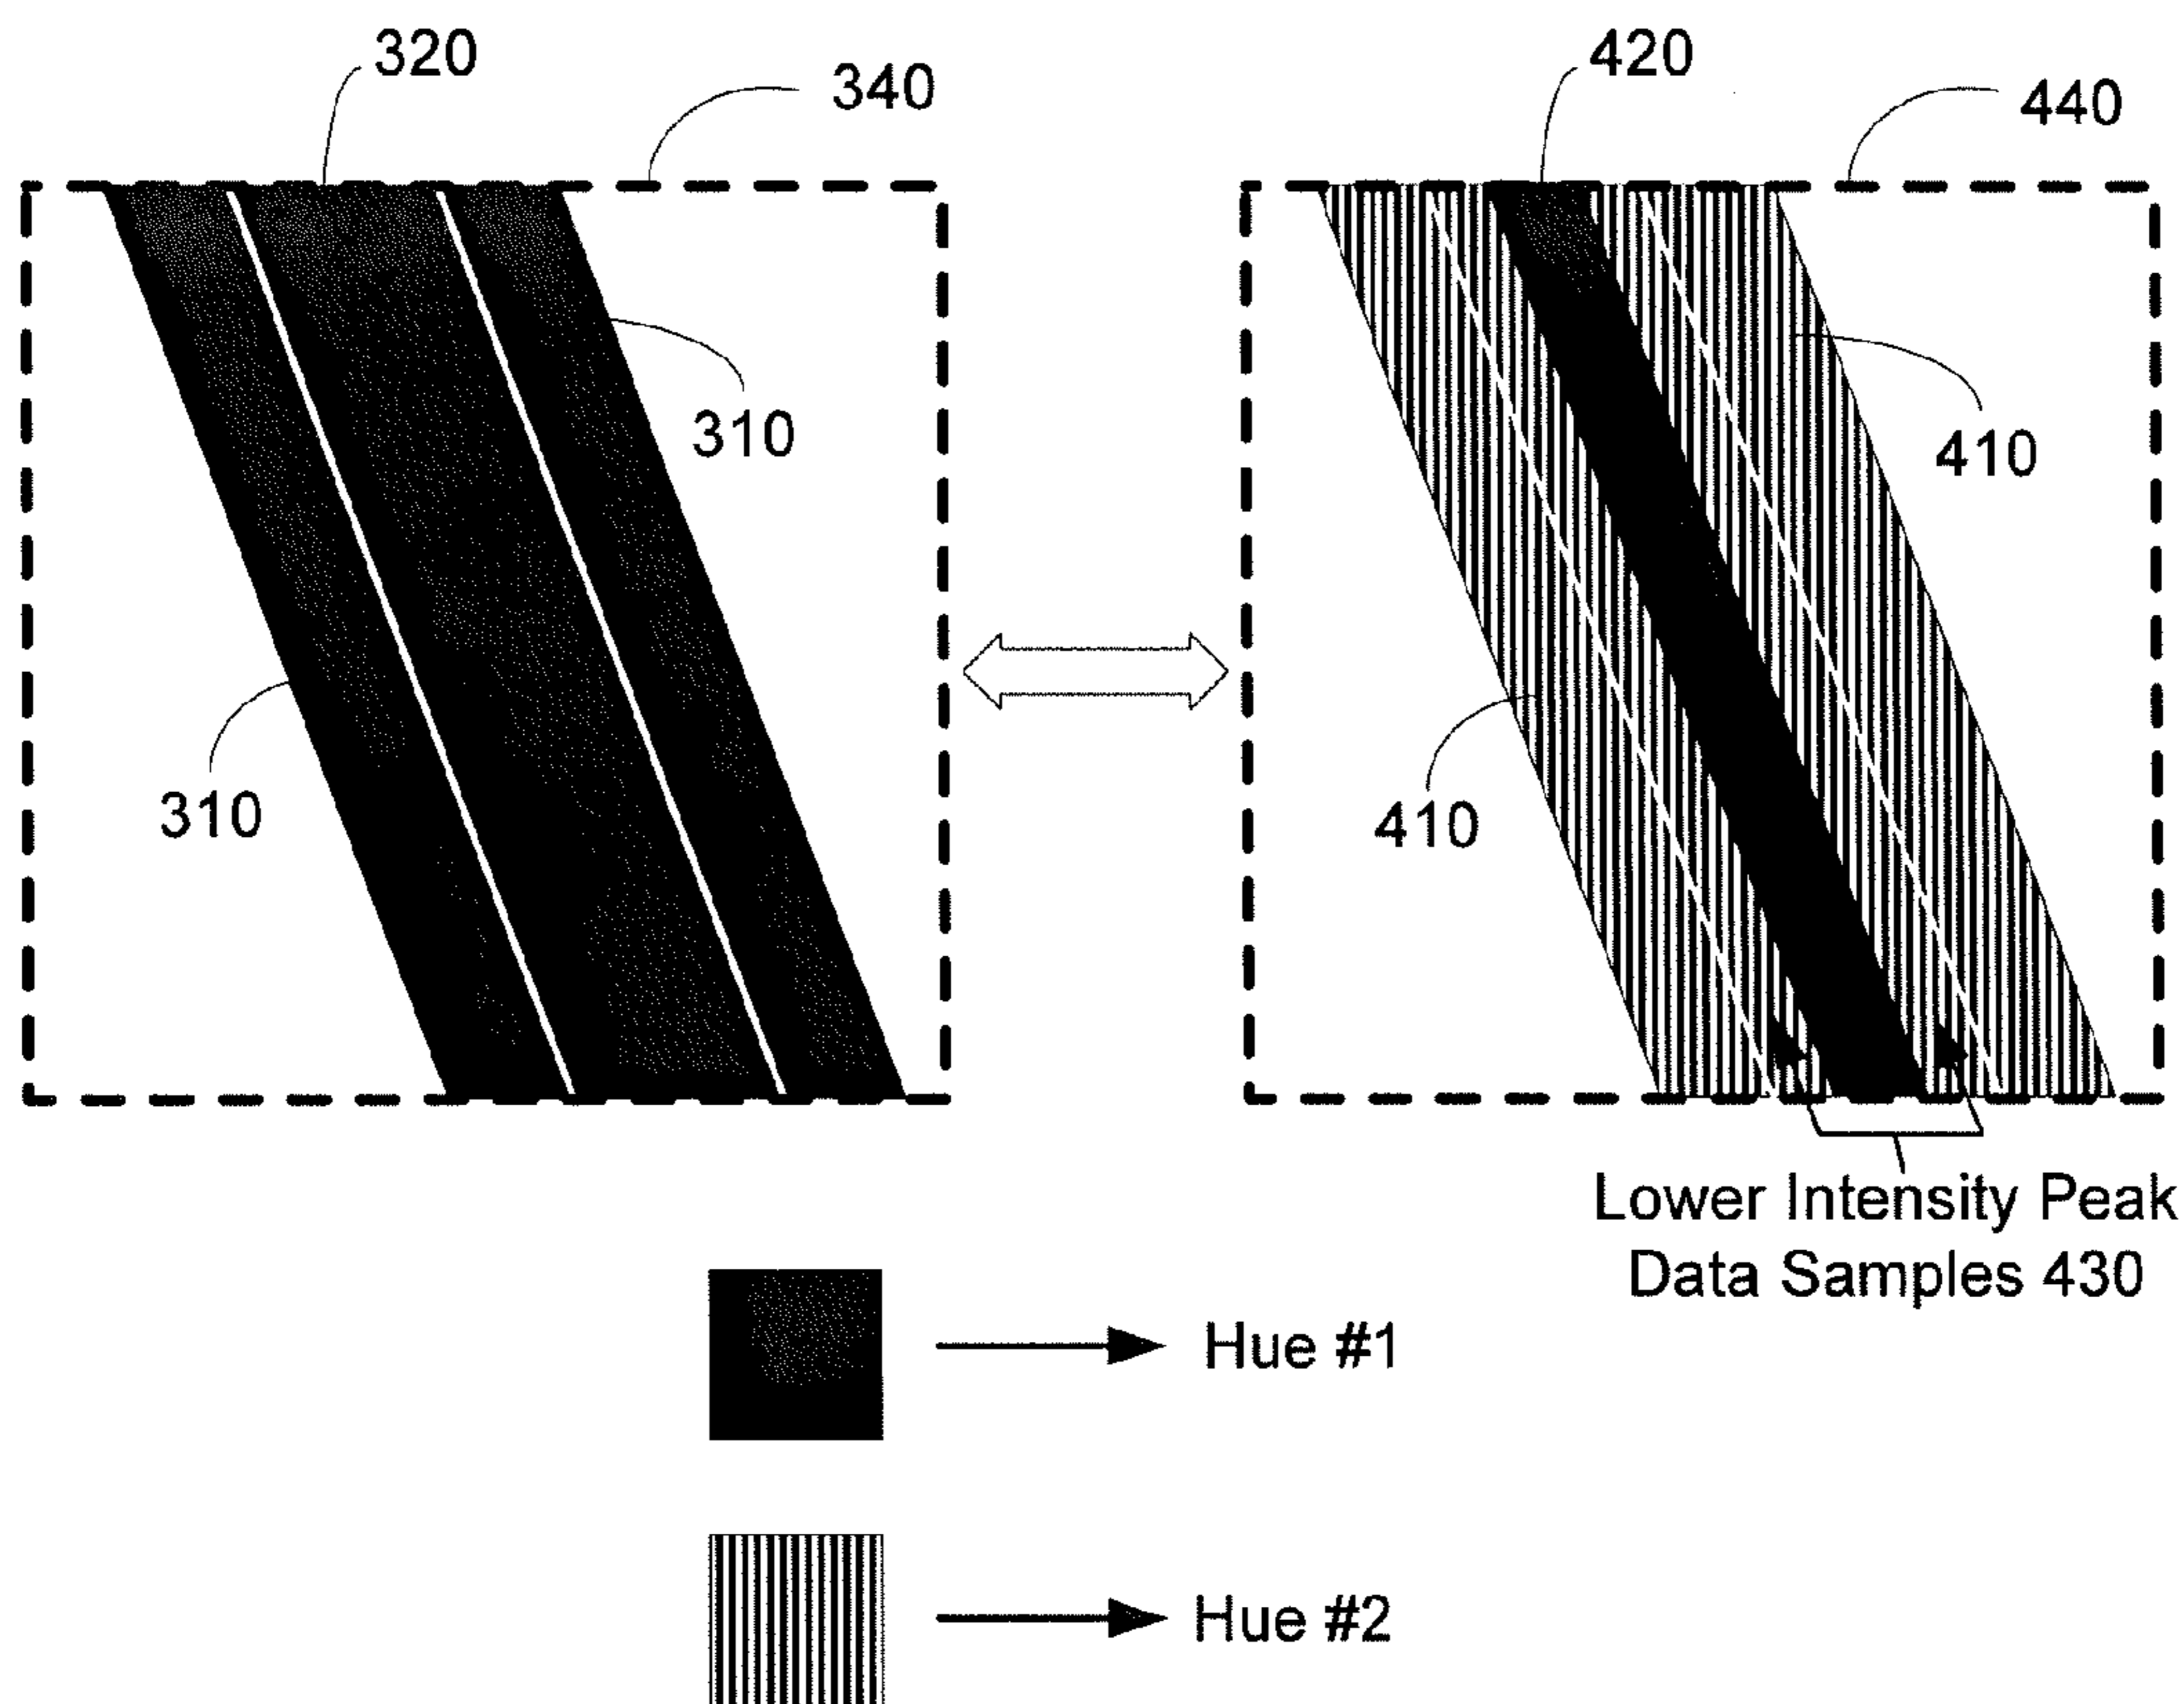 320
340
420
440
310
410
310
410
Lower Intensity Peak
Data Samples 430
Hue #1
Hue #2